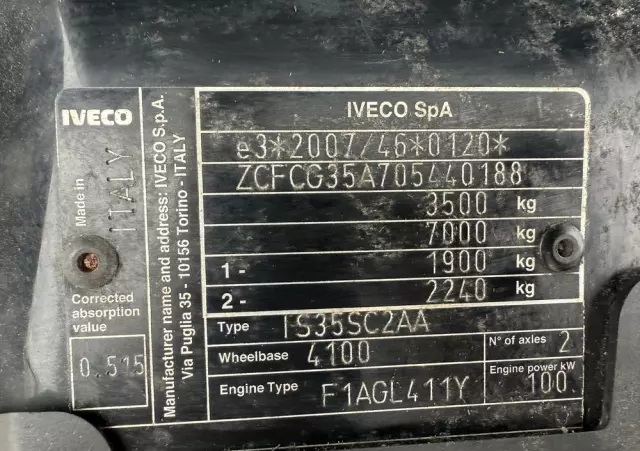 IVECO
Made in
ITALY
Corrected
absorption
value
0.515
Manufacturer name and address: IVECO S.p.A.
Via Puglia 35 - 10156 Torino - ITALY
IVECO SpA
e3*2007/46*0120*
ZCFCG35A705440188
3500 kg
7000 kg
1- 1900 kg
2- 2240 kg
Type IS35SC2AA
Wheelbase 4100
N° of axles 2
Engine Type F1AGL411Y
Engine power kW
100